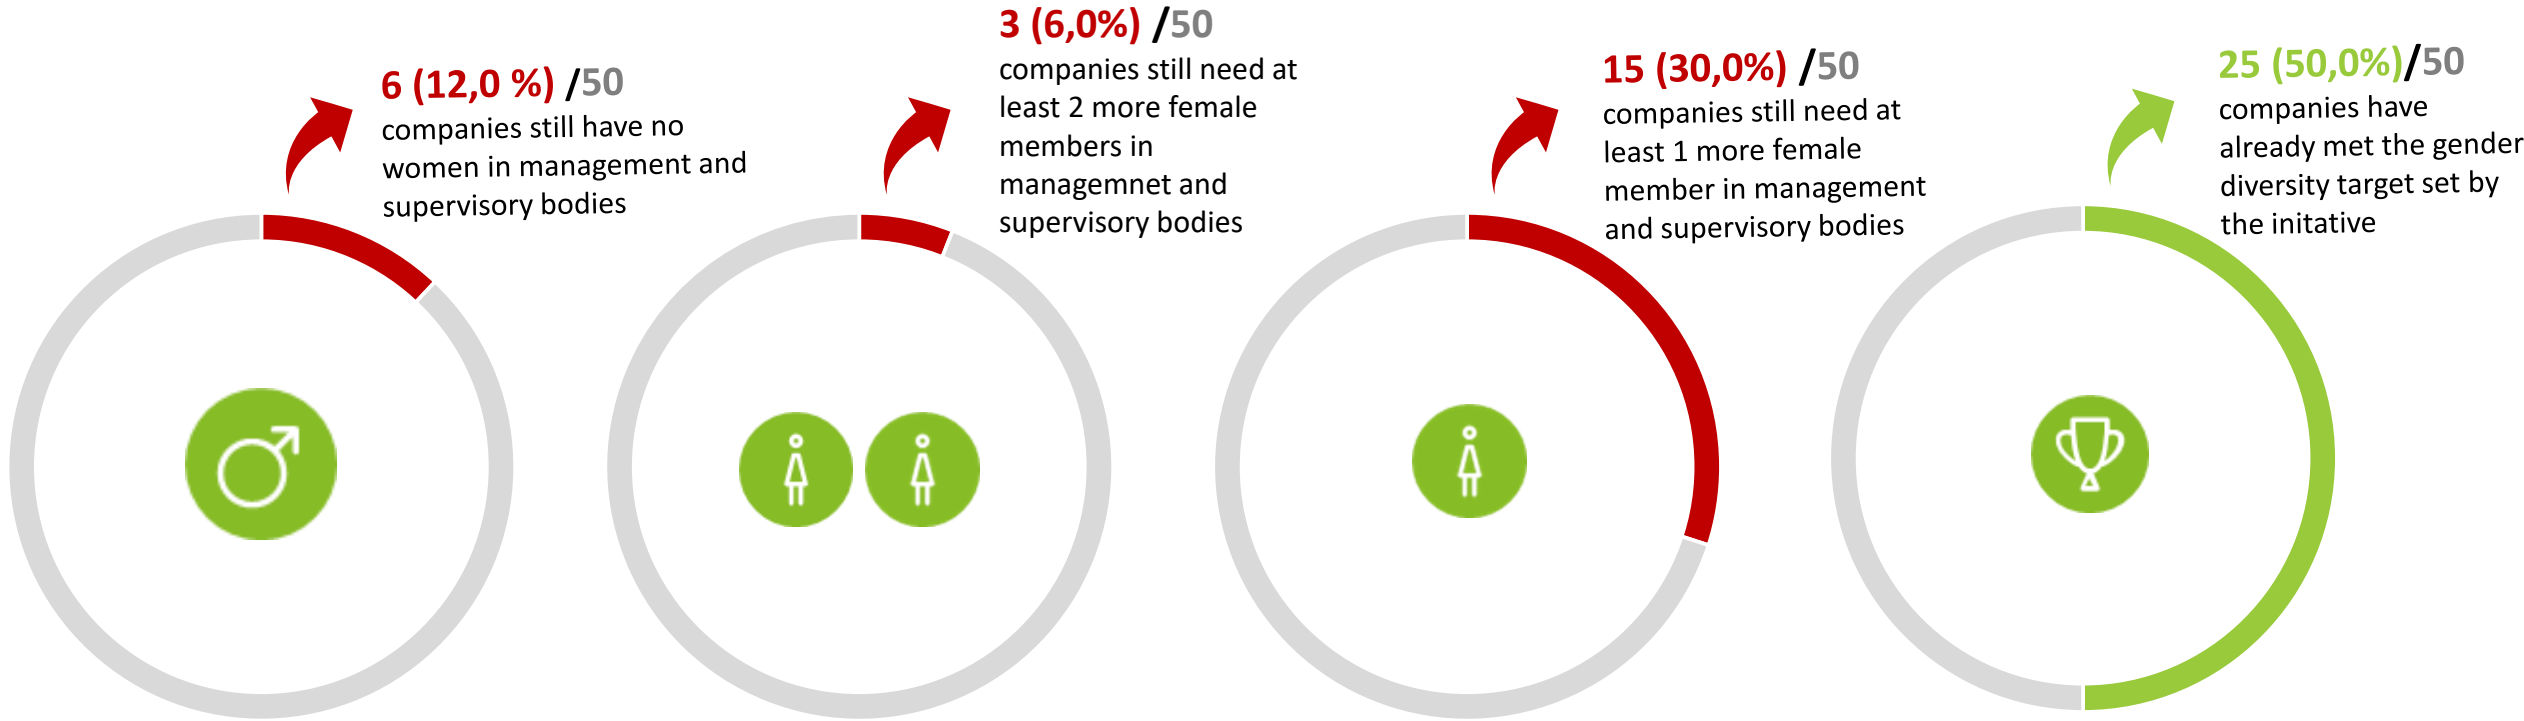 6 (12,0 %) /50
companies still have no
women in management and
supervisory bodies
3 (6,0%) /50
companies still need at
least 2 more female
members in
managemnet and
supervisory bodies
15 (30,0%) /50
companies still need at
least 1 more female
member in management
and supervisory bodies
25 (50,0%)/50
companies have
already met the gender
diversity target set by
the initative